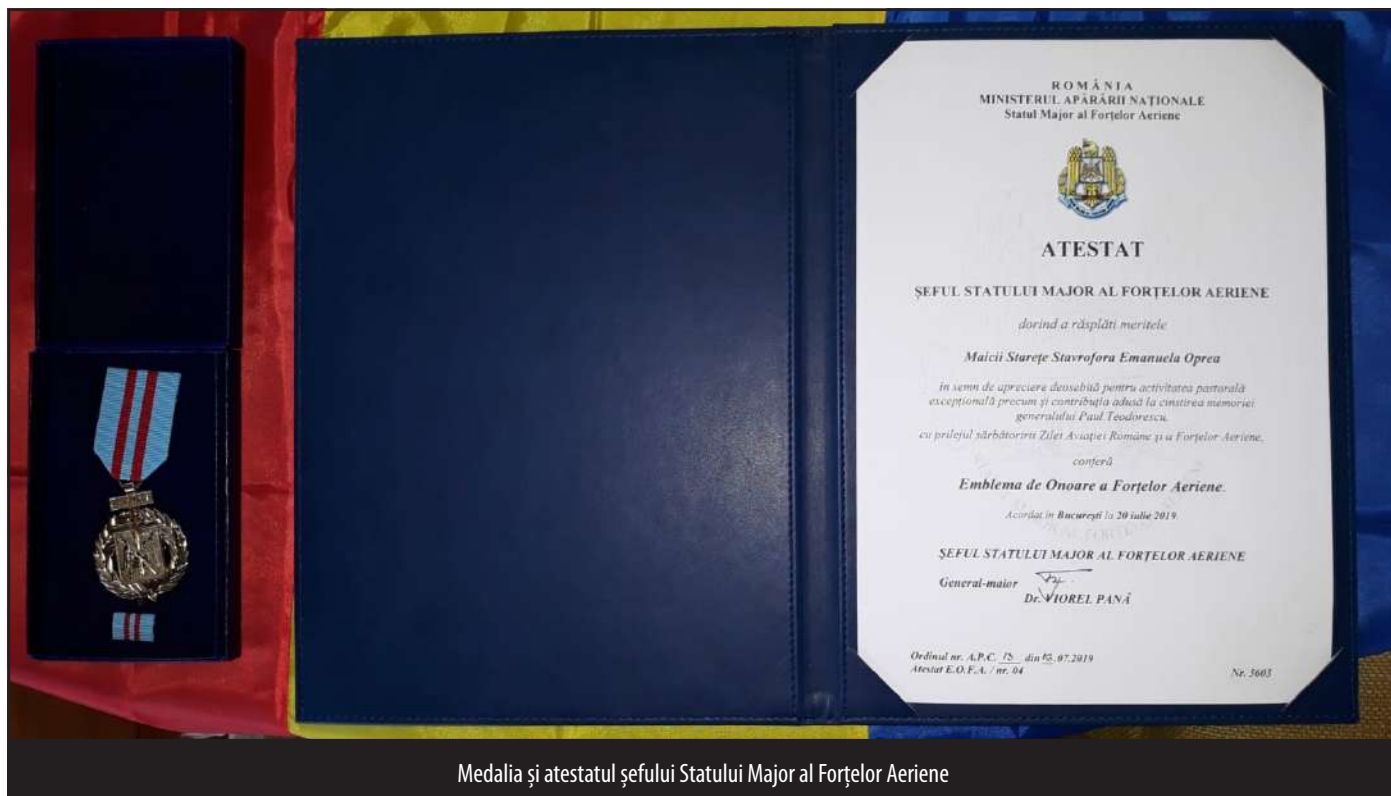 ROMÂNIA
MINISTERUL APĂRĂRII NAȚIONALE
Statul Major al Forțelor Aeriene
ATESTAT
ȘEFUL STATULUI MAJOR AL FORȚELOR AERIENE
dorind a răsplăti meritele
Maicii Starețe Stavrofora Emanuela Oprea
în semn de apreciere deosebită pentru activitatea pastorală
excepțională precum și contribuția adusă la cinstirea memoriei
generalului Paul Teodorescu,
cu prilejul sărbătoririi Zilei Aviației Române și a Forțelor Aeriene,
conferă
Emblema de Onoare a Forțelor Aeriene.
Acordat în București la 20 iulie 2019
ȘEFUL STATULUI MAJOR AL FORȚELOR AERIENE
General-maior
Dr. VIOREL PANĂ
Ordinul nr. A.P.C. din .07.2019
Atestat E.O.F.A. / nr. 04
Nr. 3603
Medalia și atestatul șefului Statului Major al Forțelor Aeriene